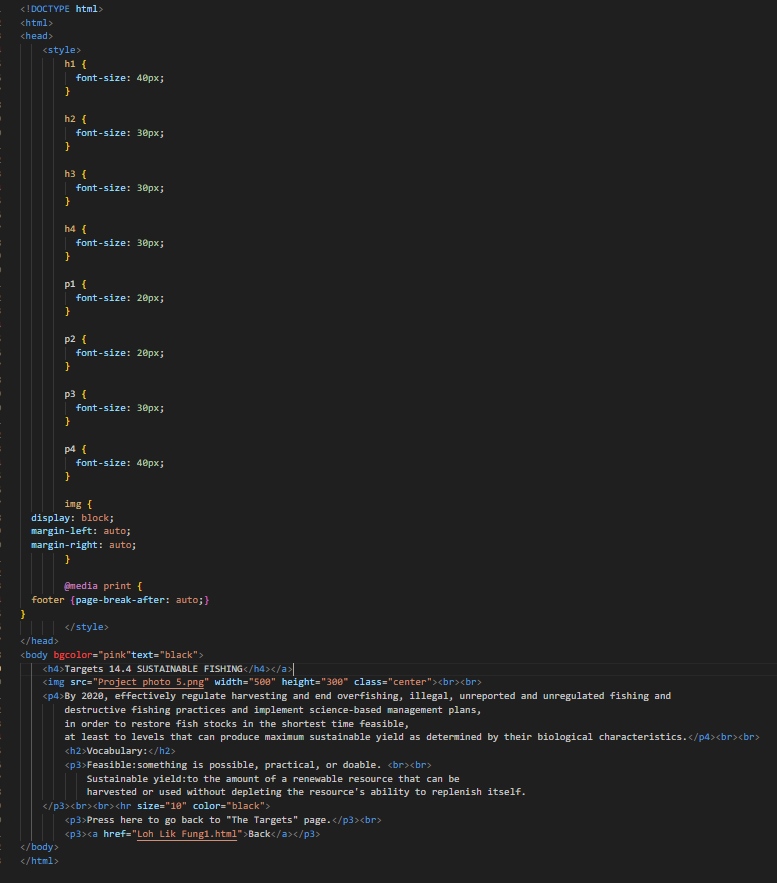 <!DOCTYPE html>
<html>
<head>
<style>
h1 {
font-size: 40px;
}
h2 {
font-size: 30px;
}
h3 {
font-size: 30px;
}
h4 {
font-size: 30px;
}
p1 {
font-size: 20px;
}
p2 {
font-size: 20px;
}
p3 {
font-size: 30px;
}
p4 {
font-size: 40px;
}
img {
display: block;
margin-left: auto;
margin-right: auto;
}
@media print {
footer {page-break-after: auto;}
}
</style>
</head>
<body bgcolor="pink"text="black">
<h4>Targets 14.4 SUSTAINABLE FISHING</h4></a>
<img src="Project photo 5.png" width="500" height="300" class="center"><br><br>
<p4>By 2020, effectively regulate harvesting and end overfishing, illegal, unreported and unregulated fishing and
destructive fishing practices and implement science-based management plans,
in order to restore fish stocks in the shortest time feasible,
at least to levels that can produce maximum sustainable yield as determined by their biological characteristics.</p4><br><br>
<h2>Vocabulary:</h2>
<p3>Feasible:something is possible, practical, or doable. <br><br>
Sustainable yield:to the amount of a renewable resource that can be
harvested or used without depleting the resource's ability to replenish itself.
</p3><br><br><hr size="10" color="black">
<p3>Press here to go back to "The Targets" page.</p3><br>
<p3><a href="Loh Lik Fung1.html">Back</a></p3>
</body>
</html>